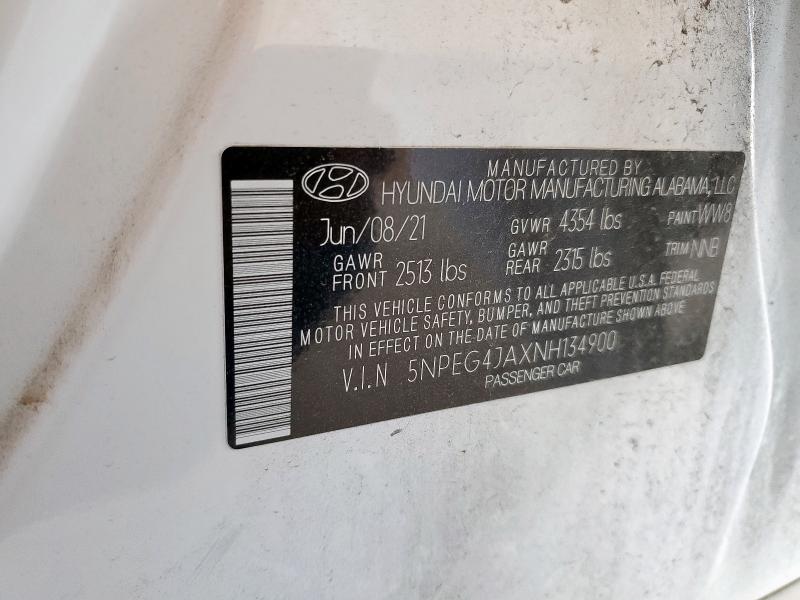 MANUFACTURED BY
HYUNDAI MOTOR MANUFACTURING ALABAMA, LLC
Jun/08/21 GVWR 4354 lbs PAINT WW8
GAWR FRONT 2513 lbs GAWR REAR 2315 lbs TRIM NNB
THIS VEHICLE CONFORMS TO ALL APPLICABLE U.S.A. FEDERAL
MOTOR VEHICLE SAFETY, BUMPER, AND THEFT PREVENTION STANDARDS
IN EFFECT ON THE DATE OF MANUFACTURE SHOWN ABOVE
V.I.N 5NPEG4JAXNH134900
PASSENGER CAR